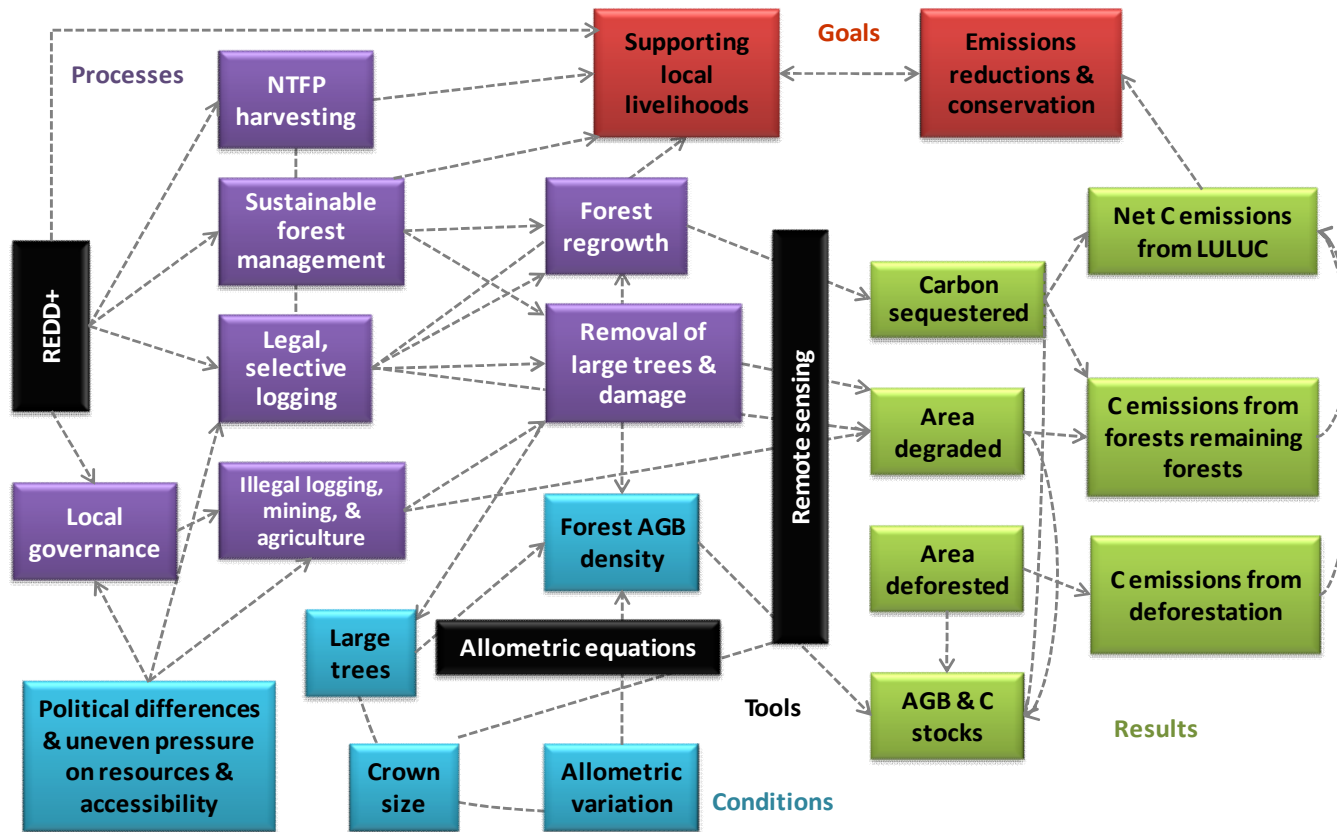 Processes
NTFP
harvesting
Supporting
local
livelihoods
Goals
Emissions
reductions &
conservation
Sustainable
forest
management
Forest
regrowth
Net C emissions
from LULUC
REDD+
Carbon
sequestered
Legal,
selective
logging
Removal of
large trees &
damage
Remote sensing
Area
degraded
C emissions from
forests remaining
forests
Local
governance
Illegal logging,
mining, &
agriculture
Forest AGB
density
Area
deforested
C emissions from
deforestation
Large
trees
Allometric equations
Political differences
& uneven pressure
on resources &
accessibility
Tools
AGB & C
stocks
Results
Crown
size
Allometric
variation
Conditions